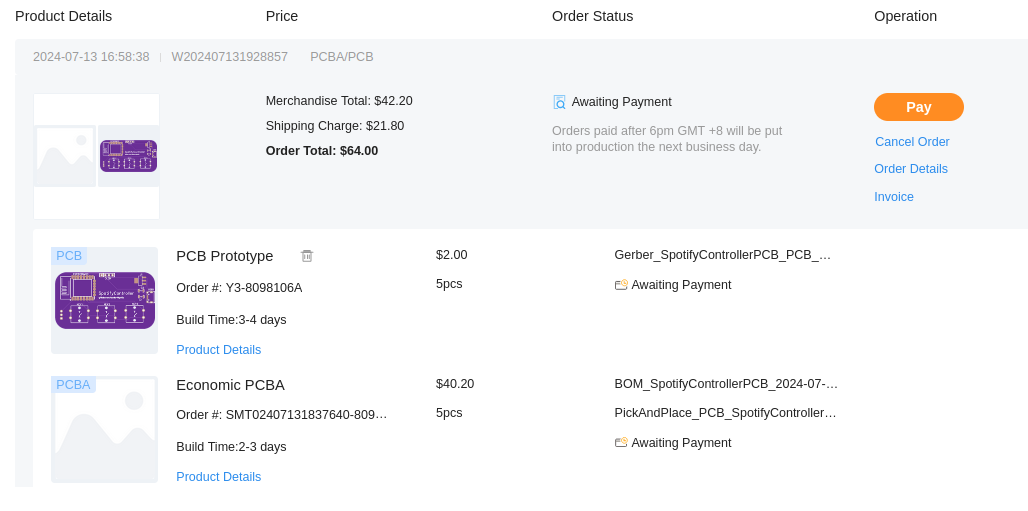 Product Details Price Order Status Operation
2024-07-13 16:58:38 W202407131928857 PCBA/PCB
Merchandise Total: $42.20
Shipping Charge: $21.80
Order Total: $64.00
Awaiting Payment
Orders paid after 6pm GMT +8 will be put
into production the next business day.
Pay
Cancel Order
Order Details
Invoice
PCB
SpotifyController
PCB Prototype
Order #: Y3-8098106A
Build Time:3-4 days
Product Details
$2.00
5pcs
Gerber_SpotifyControllerPCB_PCB_…
Awaiting Payment
PCBA
Economic PCBA
Order #: SMT02407131837640-809…
Build Time:2-3 days
Product Details
$40.20
5pcs
BOM_SpotifyControllerPCB_2024-07-…
PickAndPlace_PCB_SpotifyController…
Awaiting Payment